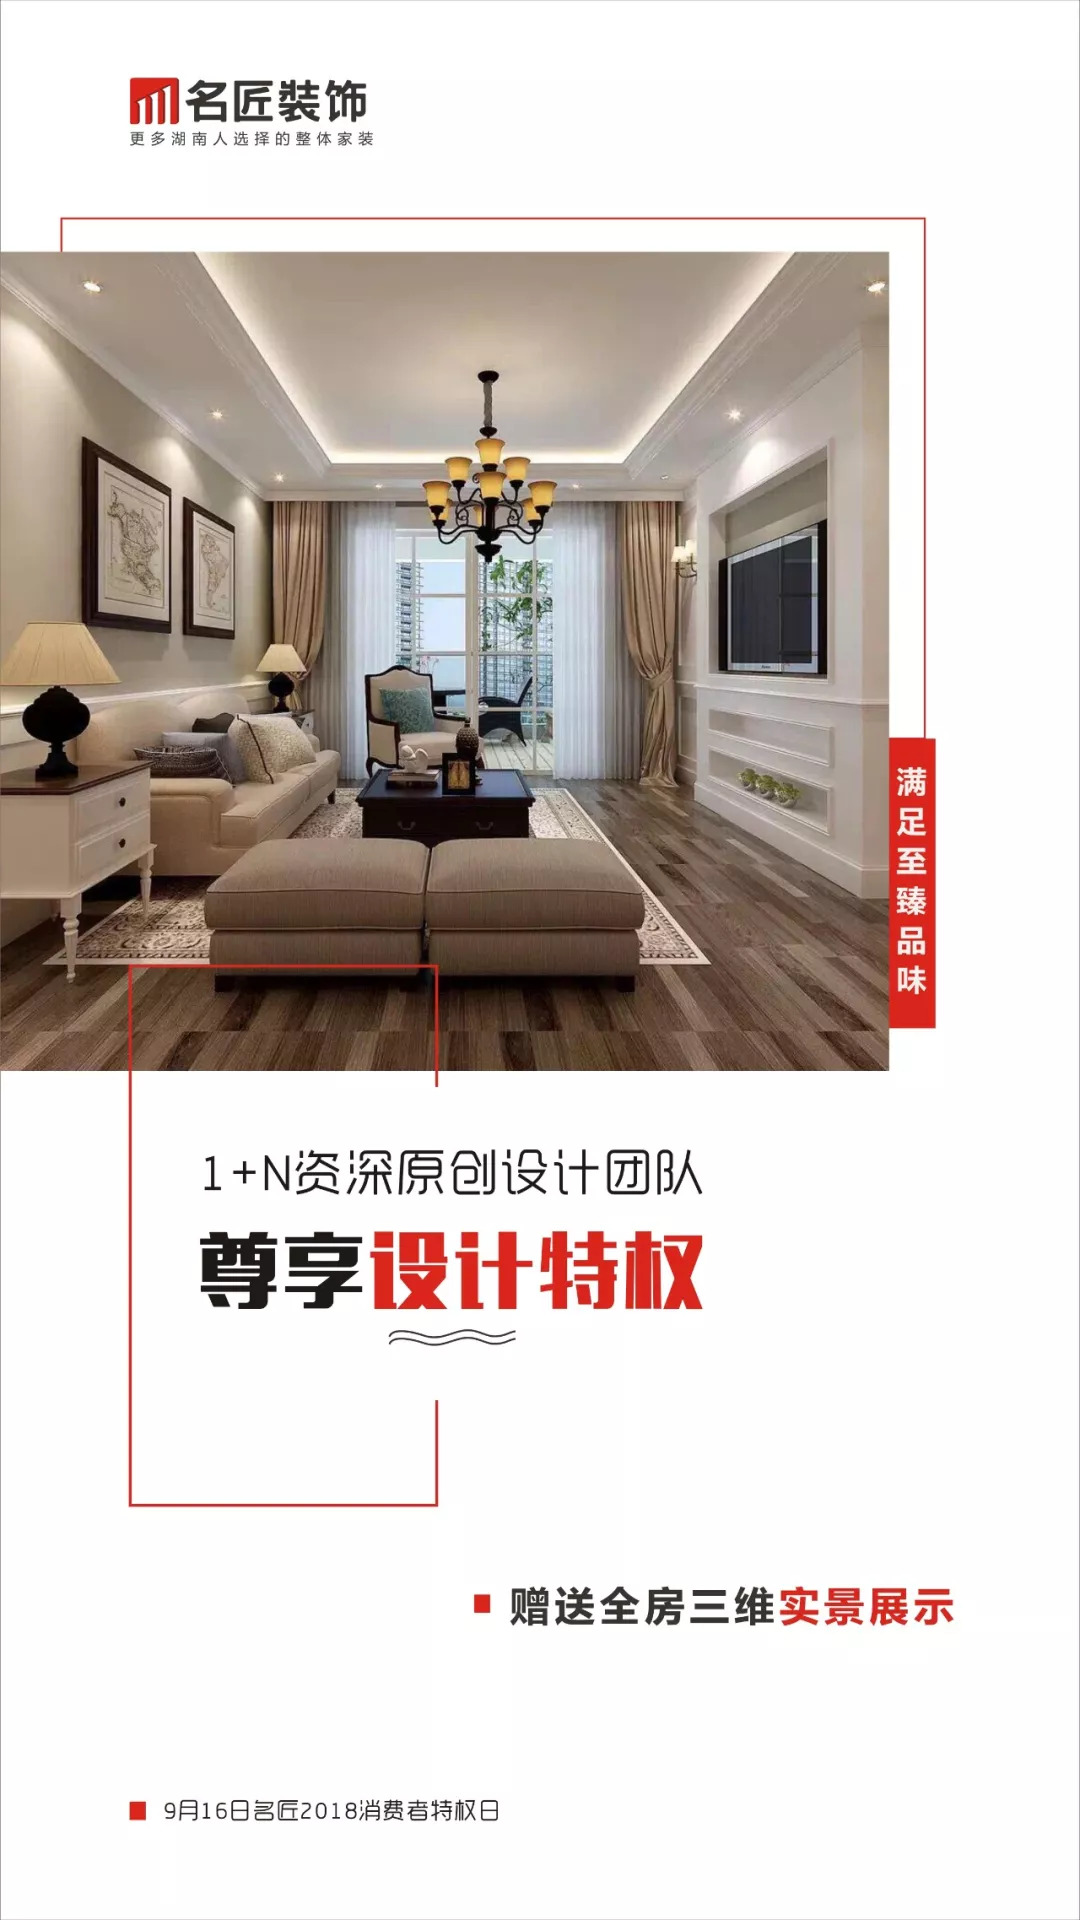 名匠装饰
更多湖南人选择的整体家装
满足至臻品味
1+N资深原创设计团队
尊享设计特权
赠送全房三维实景展示
9月16日名匠2018消费者特权日